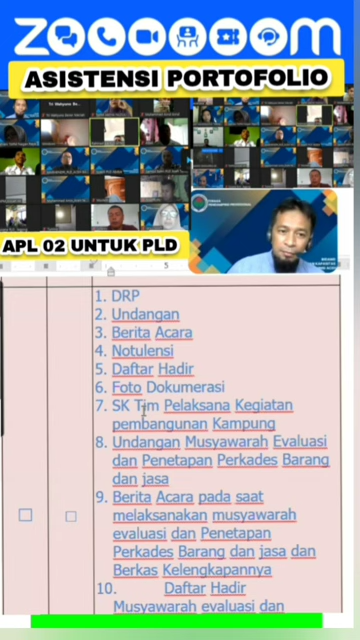 ZOOOOOOM
ASISTENSI PORTOFOLIO
APL 02 UNTUK PLD
5
1. DRP
2. Undangan
3. Berita Acara
4. Notulensi
5. Daftar Hadir
6. Foto Dokumerasi
7. SK Tim Pelaksana Kegiatan
pembangunan Kampung
8. Undangan Musyawarah Evaluasi
dan Penetapan Perkades Barang
dan jasa
9. Berita Acara pada saat
melaksanakan musyawarah
evaluasi dan Penetapan
Perkades Barang dan jasa dan
Berkas Kelengkapannya
10. Daftar Hadir
Musyawarah evaluasi dan